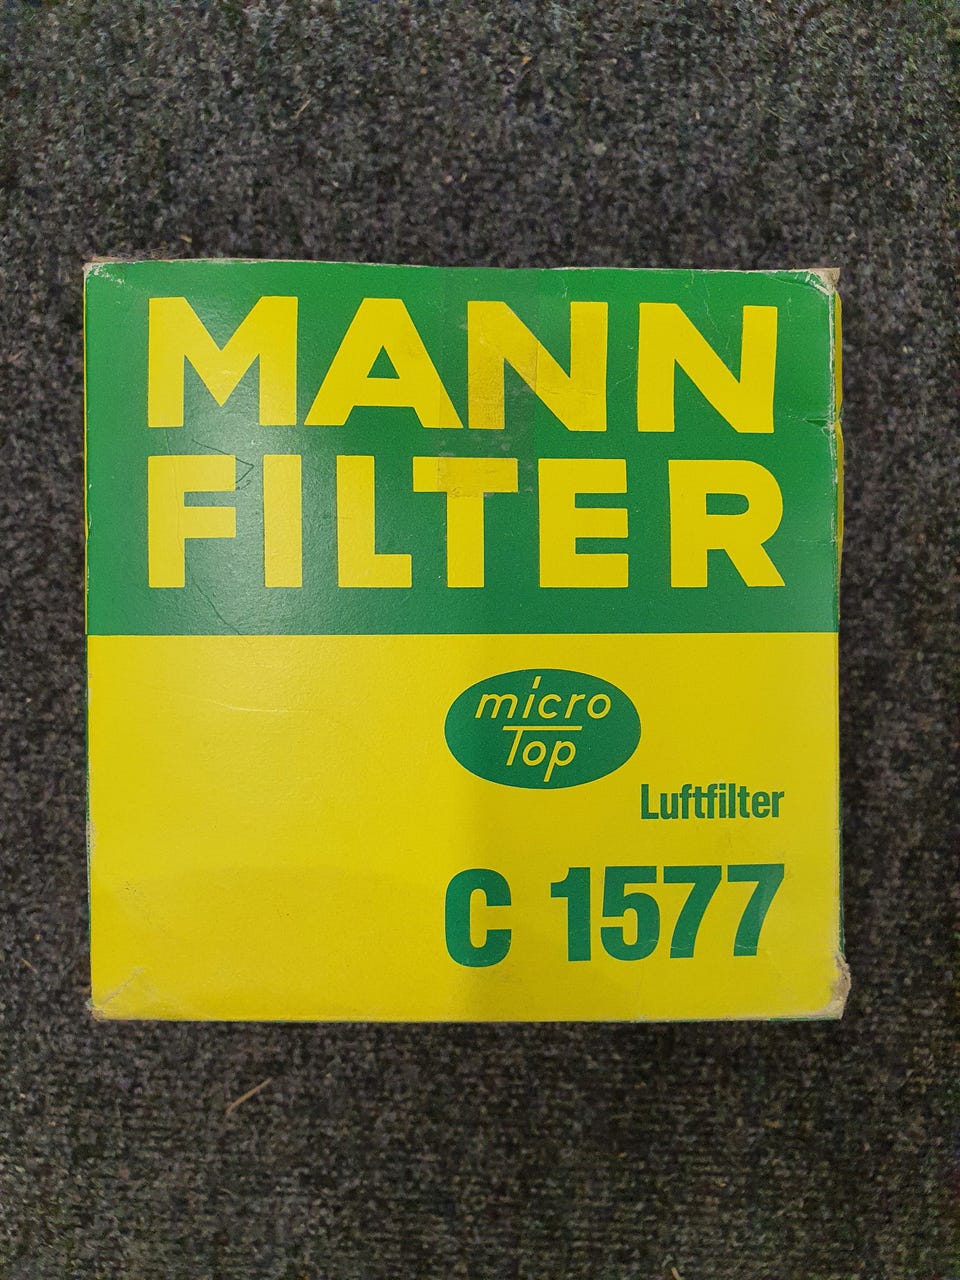 MANN
FILTER
micro
Top
Luftfilter
C 1577